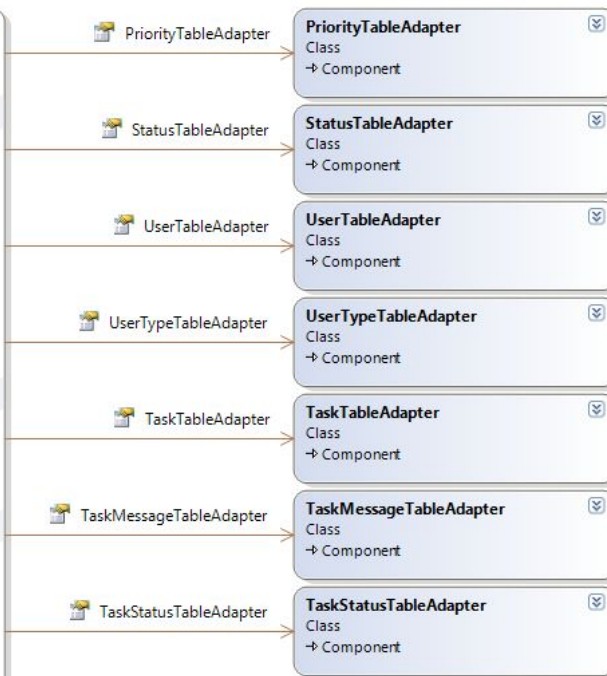 PriorityTableAdapter
PriorityTableAdapter
Class
Component
StatusTableAdapter
StatusTableAdapter
Class
Component
UserTableAdapter
UserTableAdapter
Class
Component
UserTypeTableAdapter
UserTypeTableAdapter
Class
Component
TaskTableAdapter
TaskTableAdapter
Class
Component
TaskMessageTableAdapter
TaskMessageTableAdapter
Class
Component
TaskStatusTableAdapter
TaskStatusTableAdapter
Class
Component